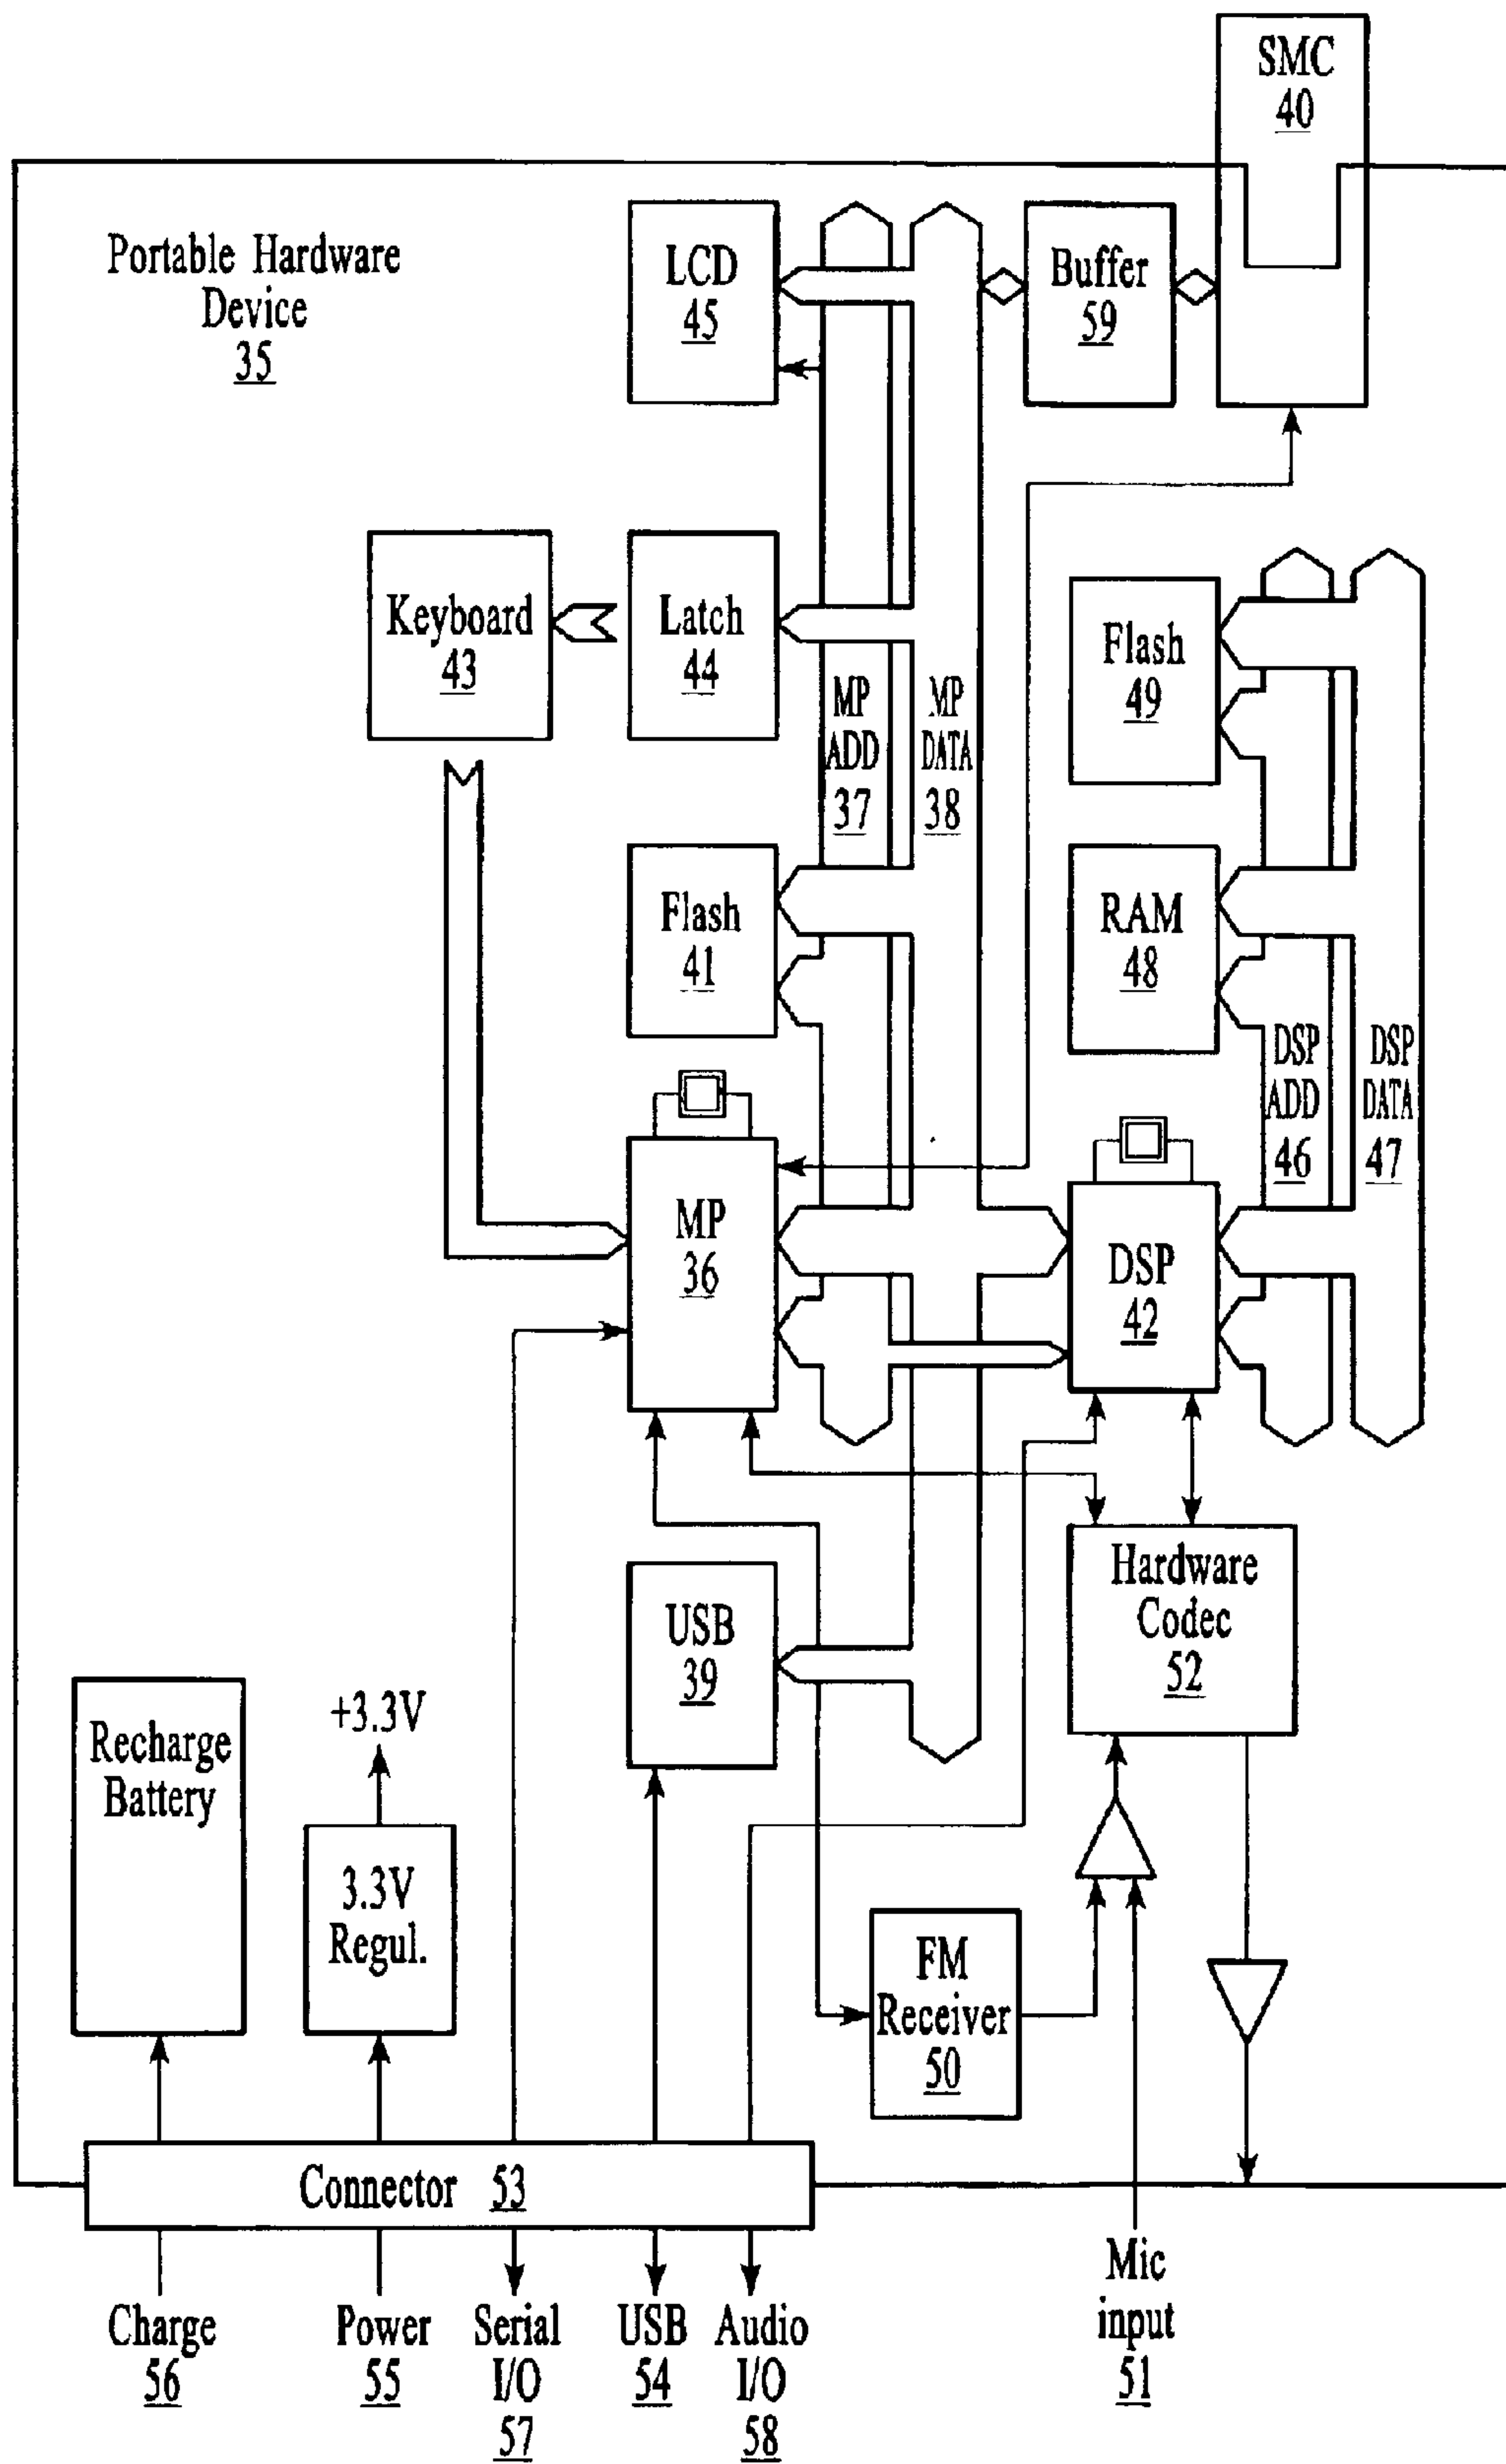 SMC
40
Portable Hardware
Device
35
LCD
45
Buffer
59
Keyboard
43
Latch
44
MP
ADD
37
MP
DATA
38
Flash
49
Flash
41
RAM
48
DSP
ADD
46
DSP
DATA
47
MP
36
DSP
42
Hardware
Codec
52
USB
39
Recharge
Battery
+3.3V
3.3V
Regul.
FM
Receiver
50
Connector 53
Charge
56
Power
55
Serial
I/O
57
USB
54
Audio
I/O
58
Mic
input
51